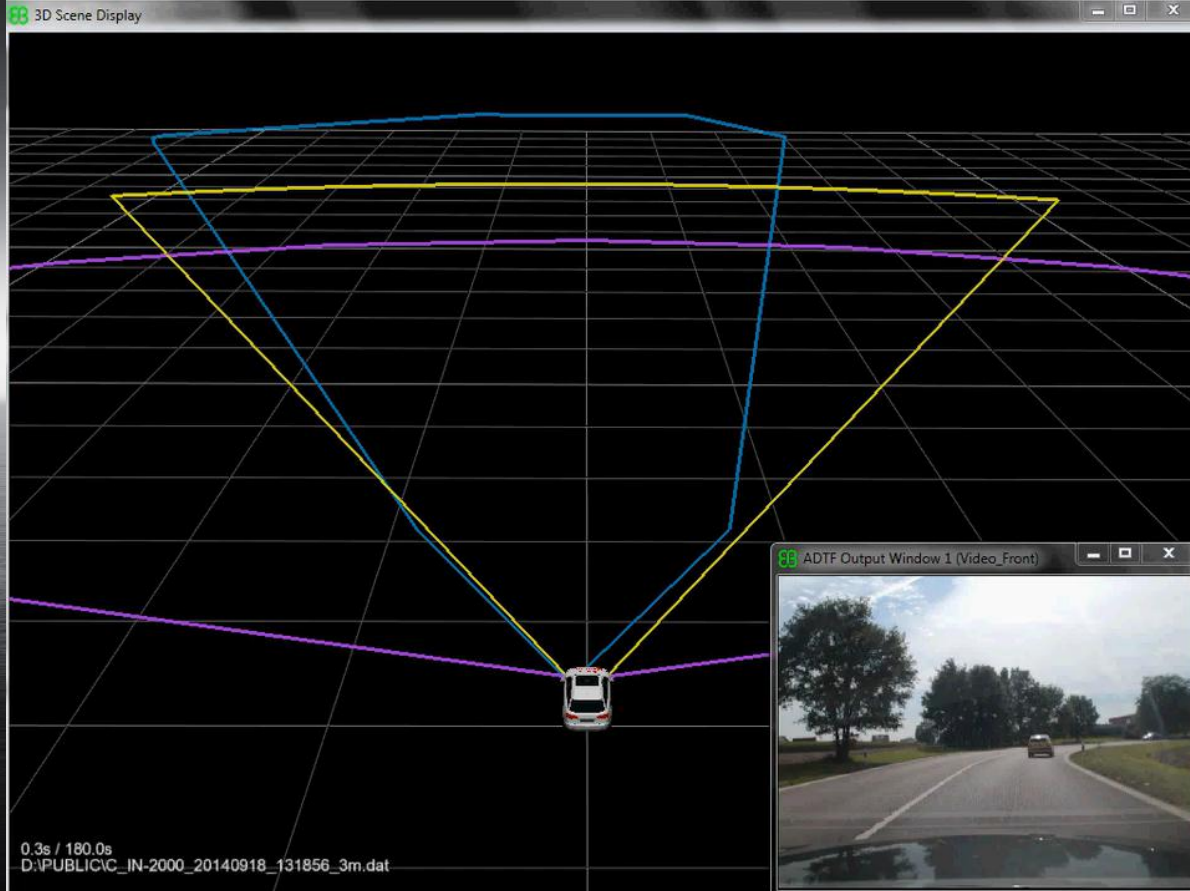 3D Scene Display
ADTF Output Window 1 (Video_Front)
0.3s / 180.0s
D:\PUBLIC\C_IN-2000_20140918_131856_3m.dat